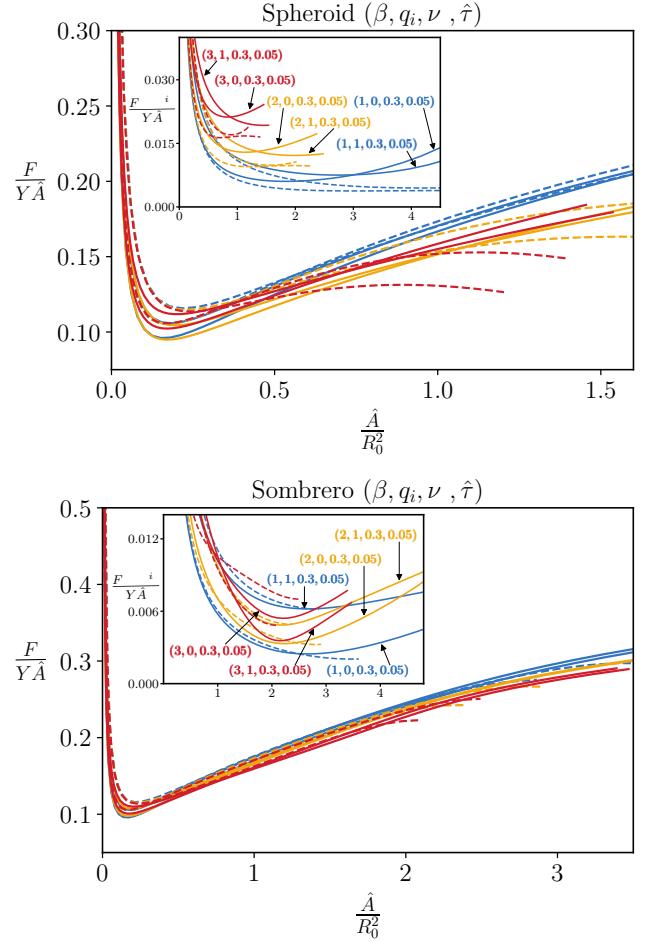 Spheroid (β, q_i, ν , τ̂)
0.30
0.25
0.20
0.15
0.10
F
YÂ
0.030
0.015
0.000
F i
YÂ
(3, 1, 0.3, 0.05)
(3, 0, 0.3, 0.05)
(2, 0, 0.3, 0.05) (1, 0, 0.3, 0.05)
(2, 1, 0.3, 0.05)
(1, 1, 0.3, 0.05)
0 1 2 3 4
0.0 0.5 1.0 1.5
Â
R₀²
Sombrero (β, q_i, ν , τ̂)
0.5
0.4
0.3
0.2
0.1
F
YÂ
0.012
0.006
0.000
F i
YÂ
(2, 1, 0.3, 0.05)
(2, 0, 0.3, 0.05)
(1, 1, 0.3, 0.05)
(3, 0, 0.3, 0.05)
(3, 1, 0.3, 0.05) (1, 0, 0.3, 0.05)
1 2 3 4
0 1 2 3
Â
R₀²